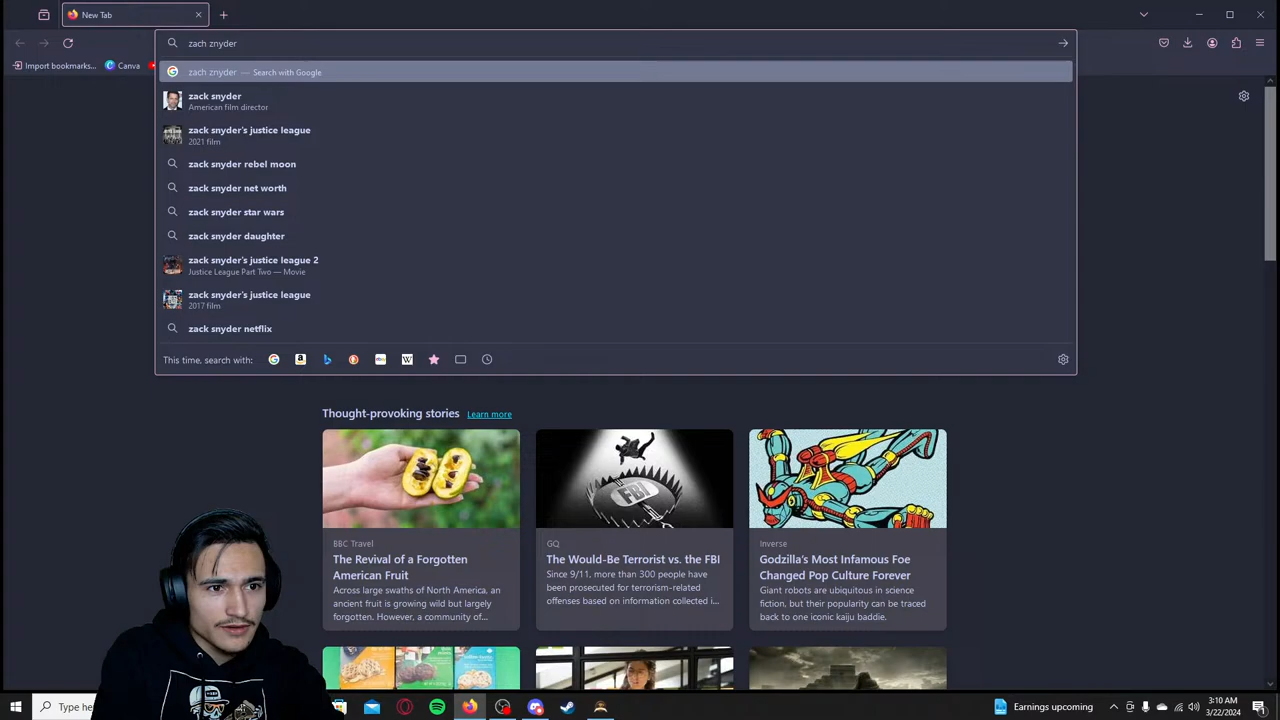 New Tab
zach znyder
Import bookmarks...
Canva
zach znyder — Search with Google
zack snyder
American film director
zack snyder's justice league
2021 film
zack snyder rebel moon
zack snyder net worth
zack snyder star wars
zack snyder daughter
zack snyder's justice league 2
Justice League Part Two — Movie
zack snyder's justice league
2017 film
zack snyder netflix
This time, search with:
Thought-provoking stories
Learn more
FBI
BBC Travel
The Revival of a Forgotten
American Fruit
Across large swaths of North America, an
ancient fruit is growing wild but largely
forgotten. However, a community of...
GQ
The Would-Be Terrorist vs. the FBI
Since 9/11, more than 300 people have
been prosecuted for terrorism-related
offenses based on information collected i...
Inverse
Godzilla's Most Infamous Foe
Changed Pop Culture Forever
Giant robots are ubiquitous in science
fiction, but their popularity can be traced
back to one iconic kaiju baddie.
Type he
Earnings upcoming
3:10 AM
3/22/2024